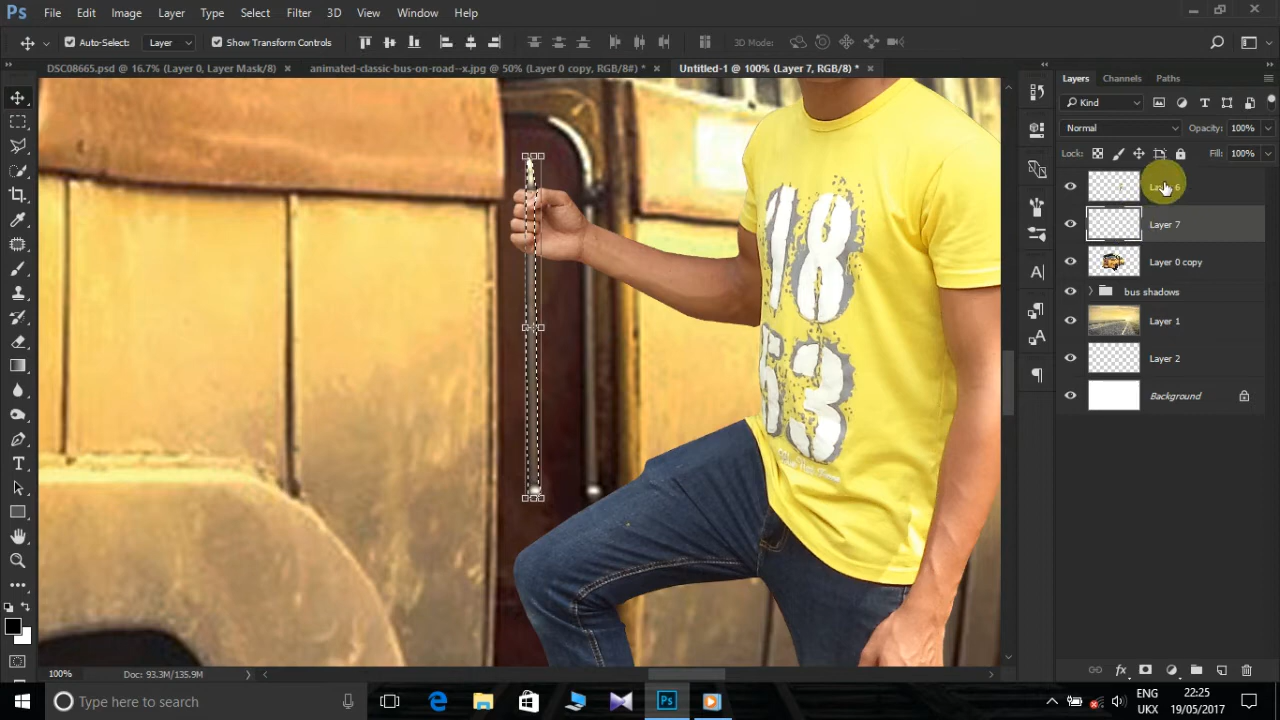 Ps File Edit Image Layer Type Select Filter 3D View Window Help
Auto-Select: Layer Show Transform Controls 3D Mode:
DSC08665.psd @ 16.7% (Layer 0, Layer Mask/8) × animated-classic-bus-on-road--x.jpg @ 50% (Layer 0 copy, RGB/8#) * × Untitled-1 @ 100% (Layer 7, RGB/8) * ×
Layers Channels Paths
Kind
Normal Opacity: 100%
Lock: Fill: 100%
Layer 6
Layer 7
Layer 0 copy
bus shadows
Layer 1
Layer 2
Background
18
63
100% Doc: 93.3M/135.9M
Type here to search
ENG 22:25
UKX 19/05/2017